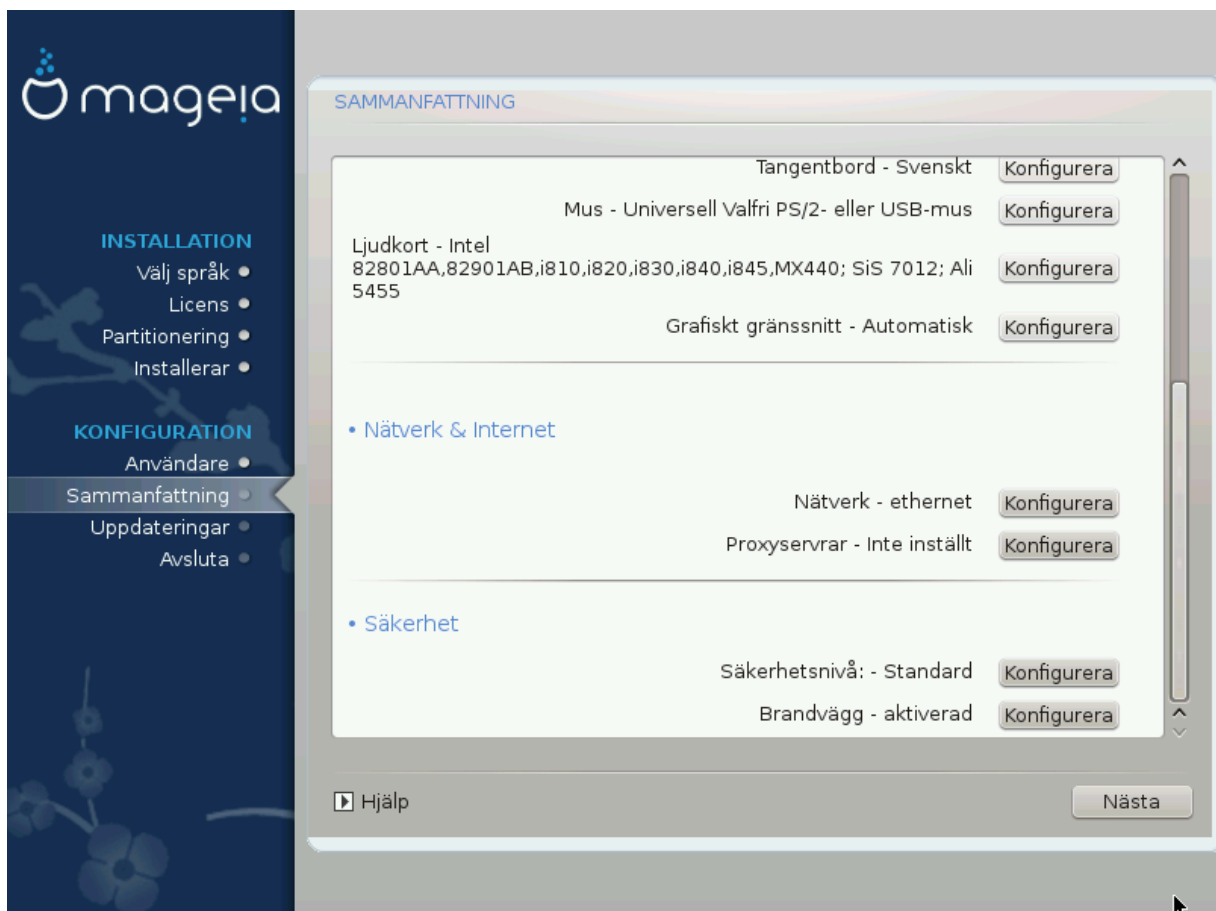 mageia
INSTALLATION
Välj språk
Licens
Partitionering
Installerar
KONFIGURATION
Användare
Sammanfattning
Uppdateringar
Avsluta
SAMMANFATTNING
Tangentbord - Svenskt Konfigurera
Mus - Universell Valfri PS/2- eller USB-mus Konfigurera
Ljudkort - Intel
82801AA,82901AB,i810,i820,i830,i840,i845,MX440; SiS 7012; Ali Konfigurera
5455
Grafiskt gränssnitt - Automatisk Konfigurera
• Nätverk & Internet
Nätverk - ethernet Konfigurera
Proxyservrar - Inte inställt Konfigurera
• Säkerhet
Säkerhetsnivå: - Standard Konfigurera
Brandvägg - aktiverad Konfigurera
Hjälp
Nästa